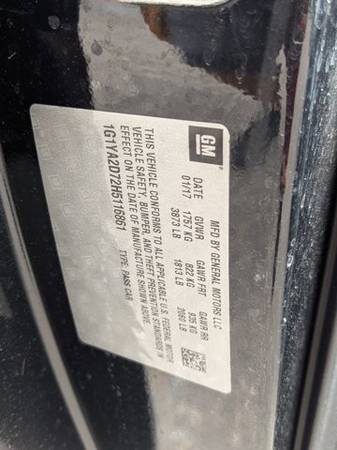 GM
MFD BY GENERAL MOTORS LLC
DATE GVWR GAWR FRT GAWR RR
01/17 1757 KG 822 KG 935 KG
3873 LB 1813 LB 2060 LB
THIS VEHICLE CONFORMS TO ALL APPLICABLE U.S. FEDERAL MOTOR
VEHICLE SAFETY, BUMPER, AND THEFT PREVENTION STANDARDS IN
EFFECT ON THE DATE OF MANUFACTURE SHOWN ABOVE.
1G1YA2D72H5116861 TYPE: PASS CAR